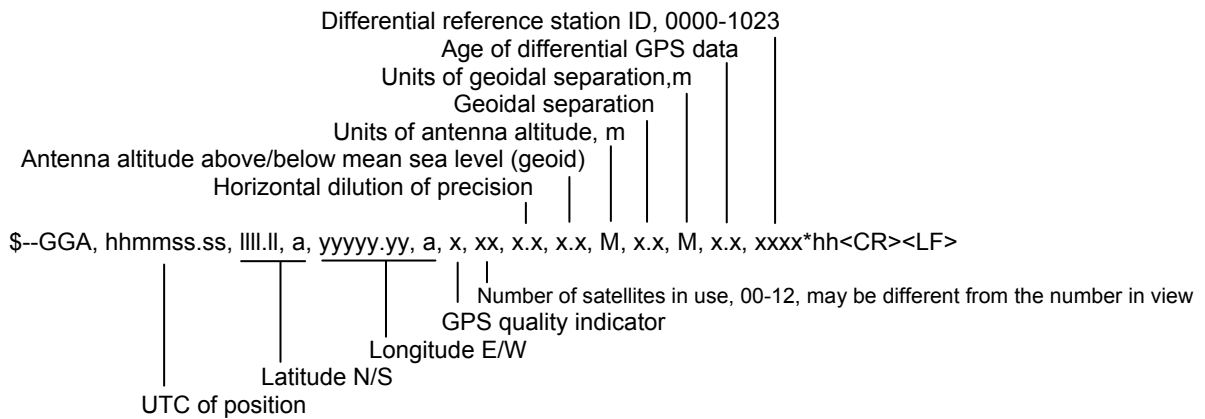 Differential reference station ID, 0000-1023
Age of differential GPS data
Units of geoidal separation,m
Geoidal separation
Units of antenna altitude, m
Antenna altitude above/below mean sea level (geoid)
Horizontal dilution of precision
$--GGA, hhmmss.ss, llll.ll, a, yyyyy.yy, a, x, xx, x.x, x.x, M, x.x, M, x.x, xxxx*hh<CR><LF>
Number of satellites in use, 00-12, may be different from the number in view
GPS quality indicator
Longitude E/W
Latitude N/S
UTC of position